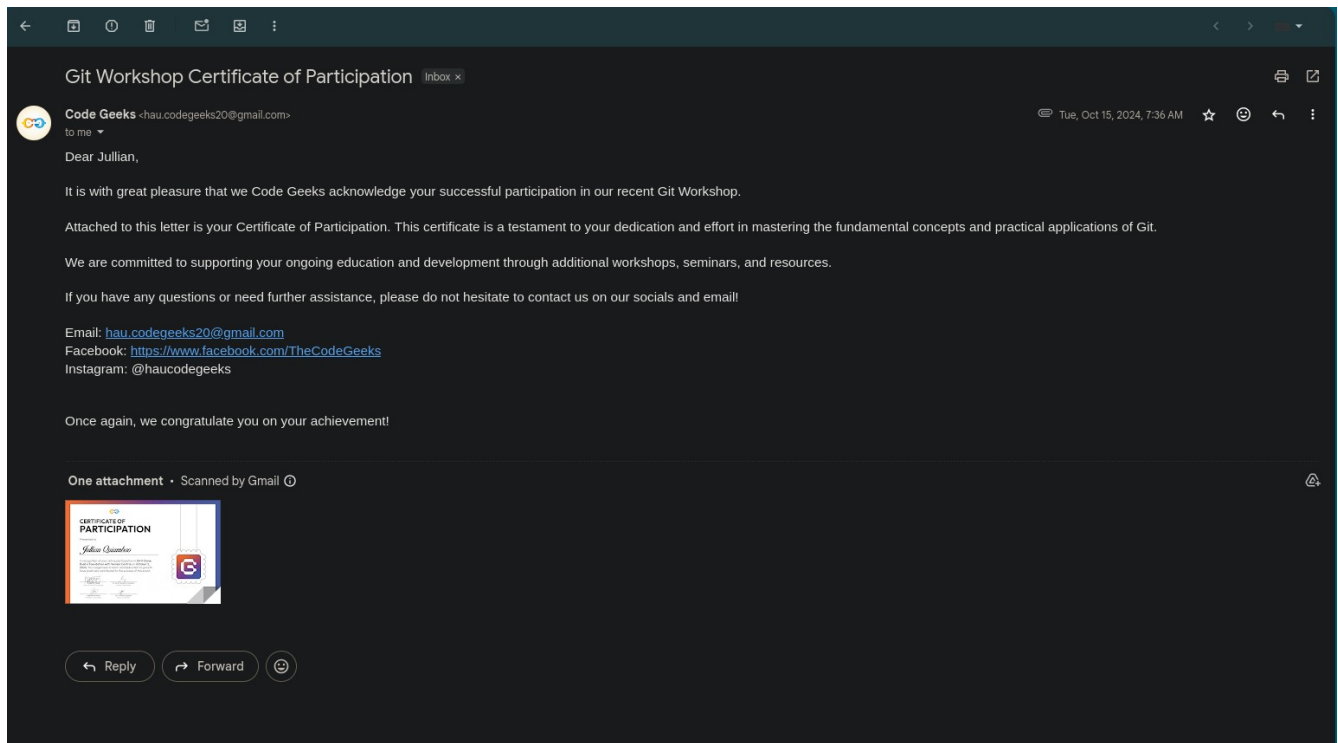 Git Workshop Certificate of Participation Inbox ×
Code Geeks <hau.codegeeks20@gmail.com> Tue, Oct 15, 2024, 7:36 AM
to me
Dear Jullian,
It is with great pleasure that we Code Geeks acknowledge your successful participation in our recent Git Workshop.
Attached to this letter is your Certificate of Participation. This certificate is a testament to your dedication and effort in mastering the fundamental concepts and practical applications of Git.
We are committed to supporting your ongoing education and development through additional workshops, seminars, and resources.
If you have any questions or need further assistance, please do not hesitate to contact us on our socials and email!
Email: hau.codegeeks20@gmail.com
Facebook: https://www.facebook.com/TheCodeGeeks
Instagram: @haucodegeeks
Once again, we congratulate you on your achievement!
One attachment • Scanned by Gmail
CERTIFICATE OF
PARTICIPATION
Reply Forward